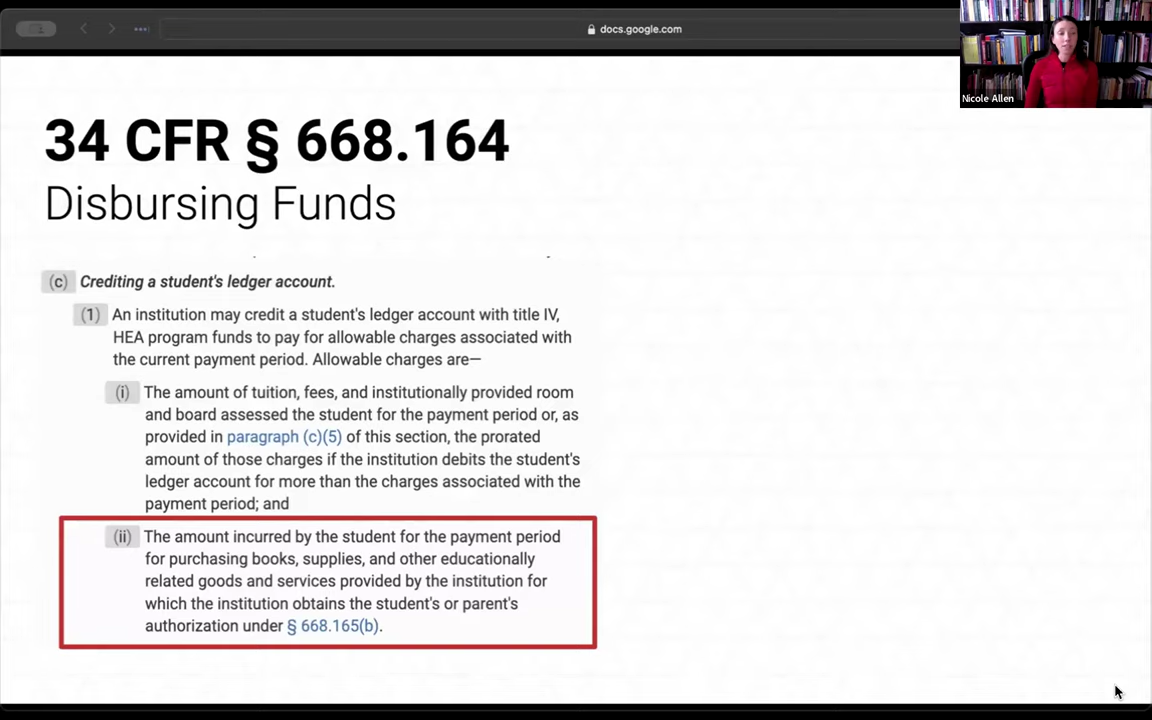 docs.google.com
Nicole Allen
34 CFR § 668.164
Disbursing Funds
(c) Crediting a student's ledger account.
(1) An institution may credit a student's ledger account with title IV,
HEA program funds to pay for allowable charges associated with
the current payment period. Allowable charges are—
(i) The amount of tuition, fees, and institutionally provided room
and board assessed the student for the payment period or, as
provided in paragraph (c)(5) of this section, the prorated
amount of those charges if the institution debits the student's
ledger account for more than the charges associated with the
payment period; and
(ii) The amount incurred by the student for the payment period
for purchasing books, supplies, and other educationally
related goods and services provided by the institution for
which the institution obtains the student's or parent's
authorization under § 668.165(b).